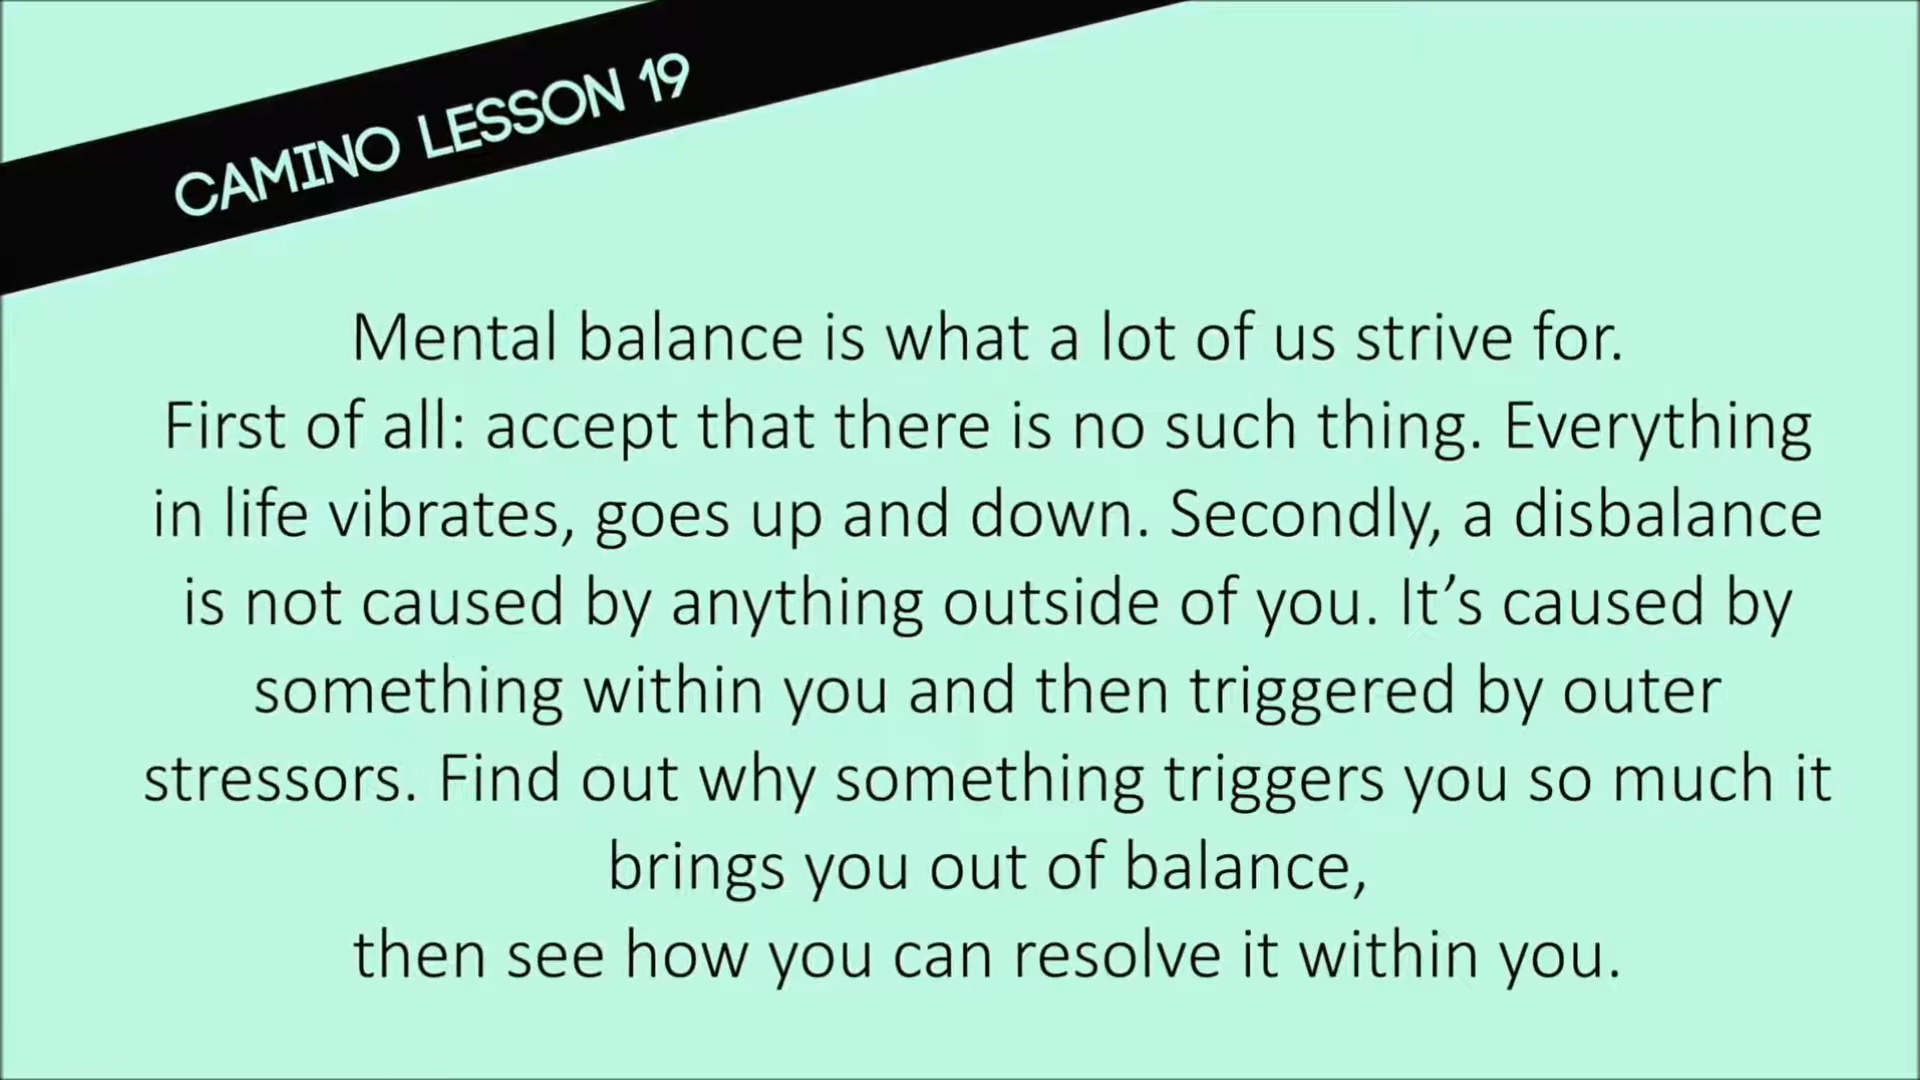 CAMINO LESSON 19
Mental balance is what a lot of us strive for.
First of all: accept that there is no such thing. Everything
in life vibrates, goes up and down. Secondly, a disbalance
is not caused by anything outside of you. It’s caused by
something within you and then triggered by outer
stressors. Find out why something triggers you so much it
brings you out of balance,
then see how you can resolve it within you.